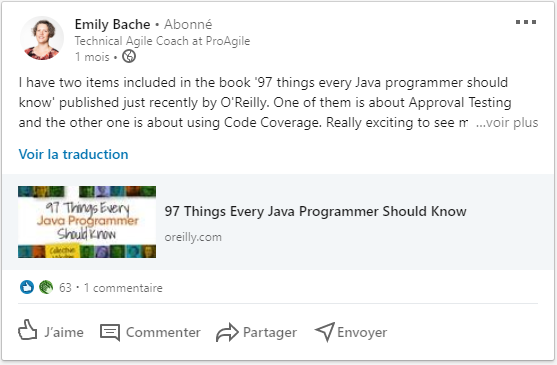 Emily Bache • Abonné
Technical Agile Coach at ProAgile
1 mois •
I have two items included in the book '97 things every Java programmer should
know' published just recently by O'Reilly. One of them is about Approval Testing
and the other one is about using Code Coverage. Really exciting to see m ...voir plus
Voir la traduction
97 Things Every
Java Programmer
Should Know
Collective
97 Things Every Java Programmer Should Know
oreilly.com
63 • 1 commentaire
J'aime Commenter Partager Envoyer